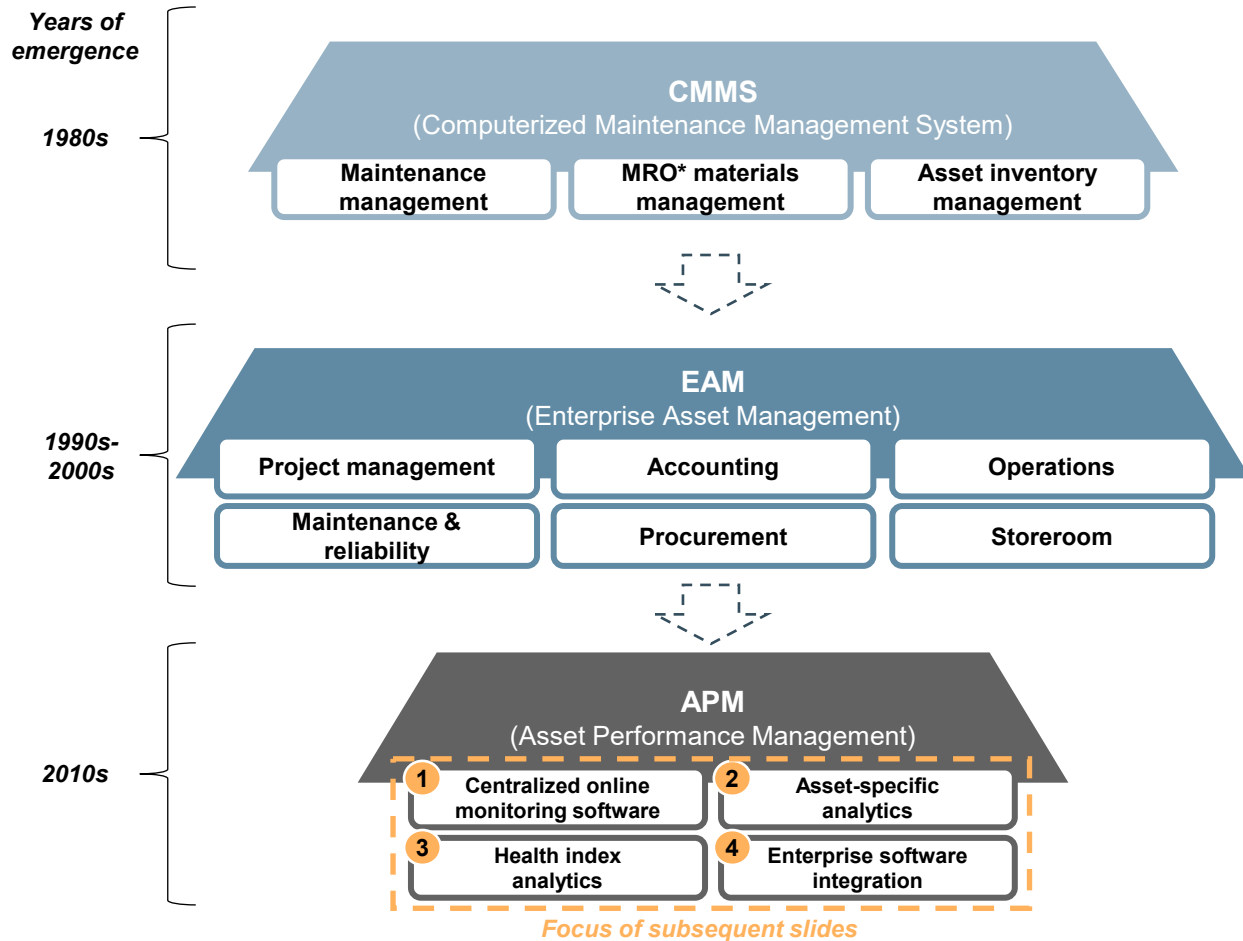 Years of
emergence
1980s
CMMS
(Computerized Maintenance Management System)
Maintenance
management
MRO* materials
management
Asset inventory
management
1990s-
2000s
EAM
(Enterprise Asset Management)
Project management
Accounting
Operations
Maintenance &
reliability
Procurement
Storeroom
2010s
APM
(Asset Performance Management)
1
Centralized online
monitoring software
2
Asset-specific
analytics
3
Health index
analytics
4
Enterprise software
integration
Focus of subsequent slides